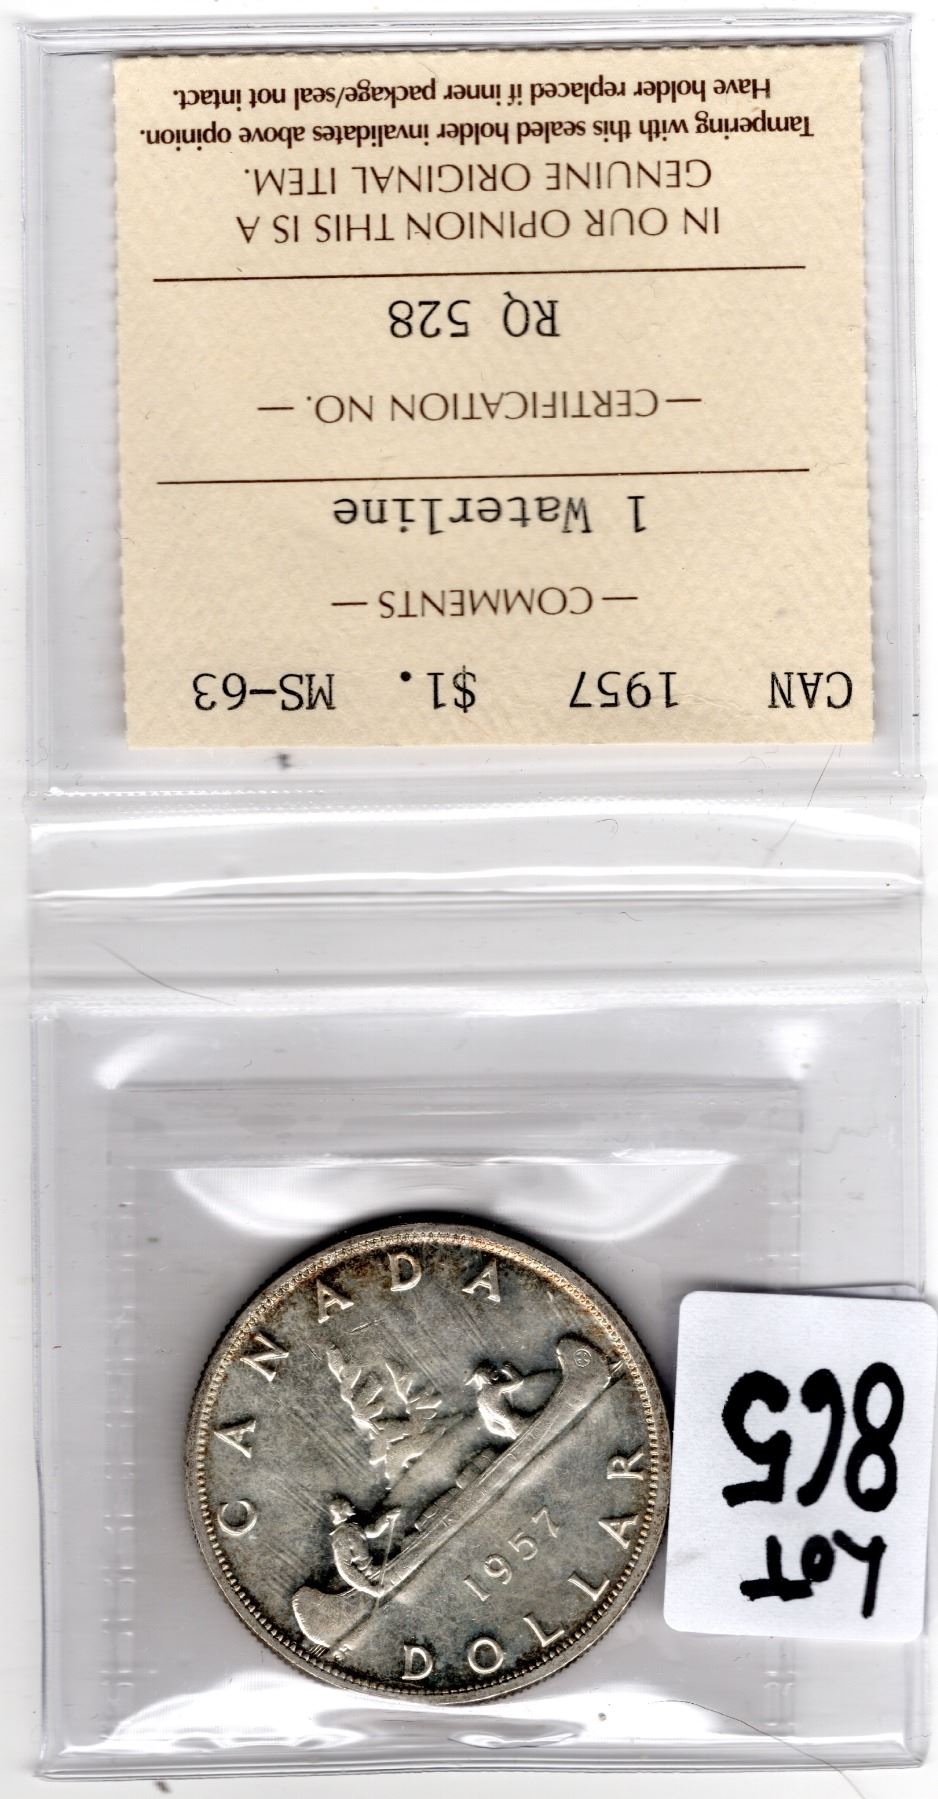 CAN 1957 $1. MS-63
— COMMENTS —
1 Waterline
— CERTIFICATION NO. —
RQ 528
IN OUR OPINION THIS IS A
GENUINE ORIGINAL ITEM.
Tampering with this sealed holder invalidates above opinion.
Have holder replaced if inner package/seal not intact.
CANADA
1957
DOLLAR
LOT
865